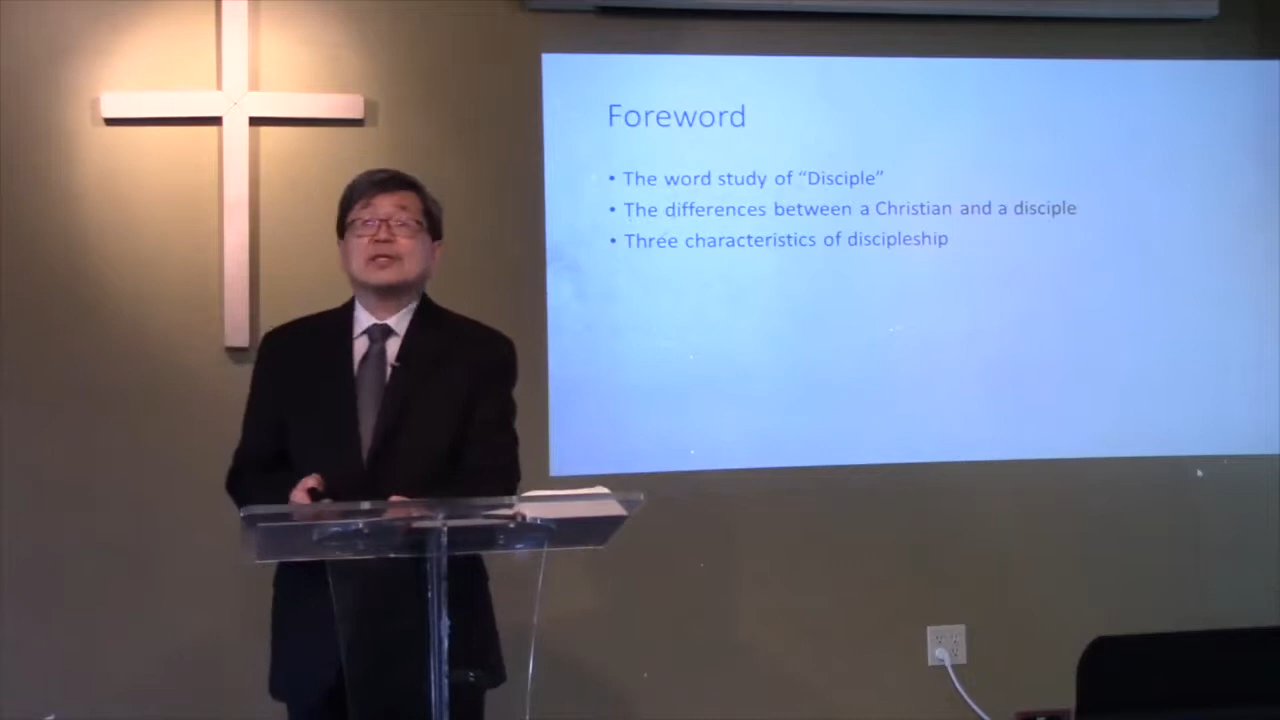 Foreword
• The word study of “Disciple”
• The differences between a Christian and a disciple
• Three characteristics of discipleship